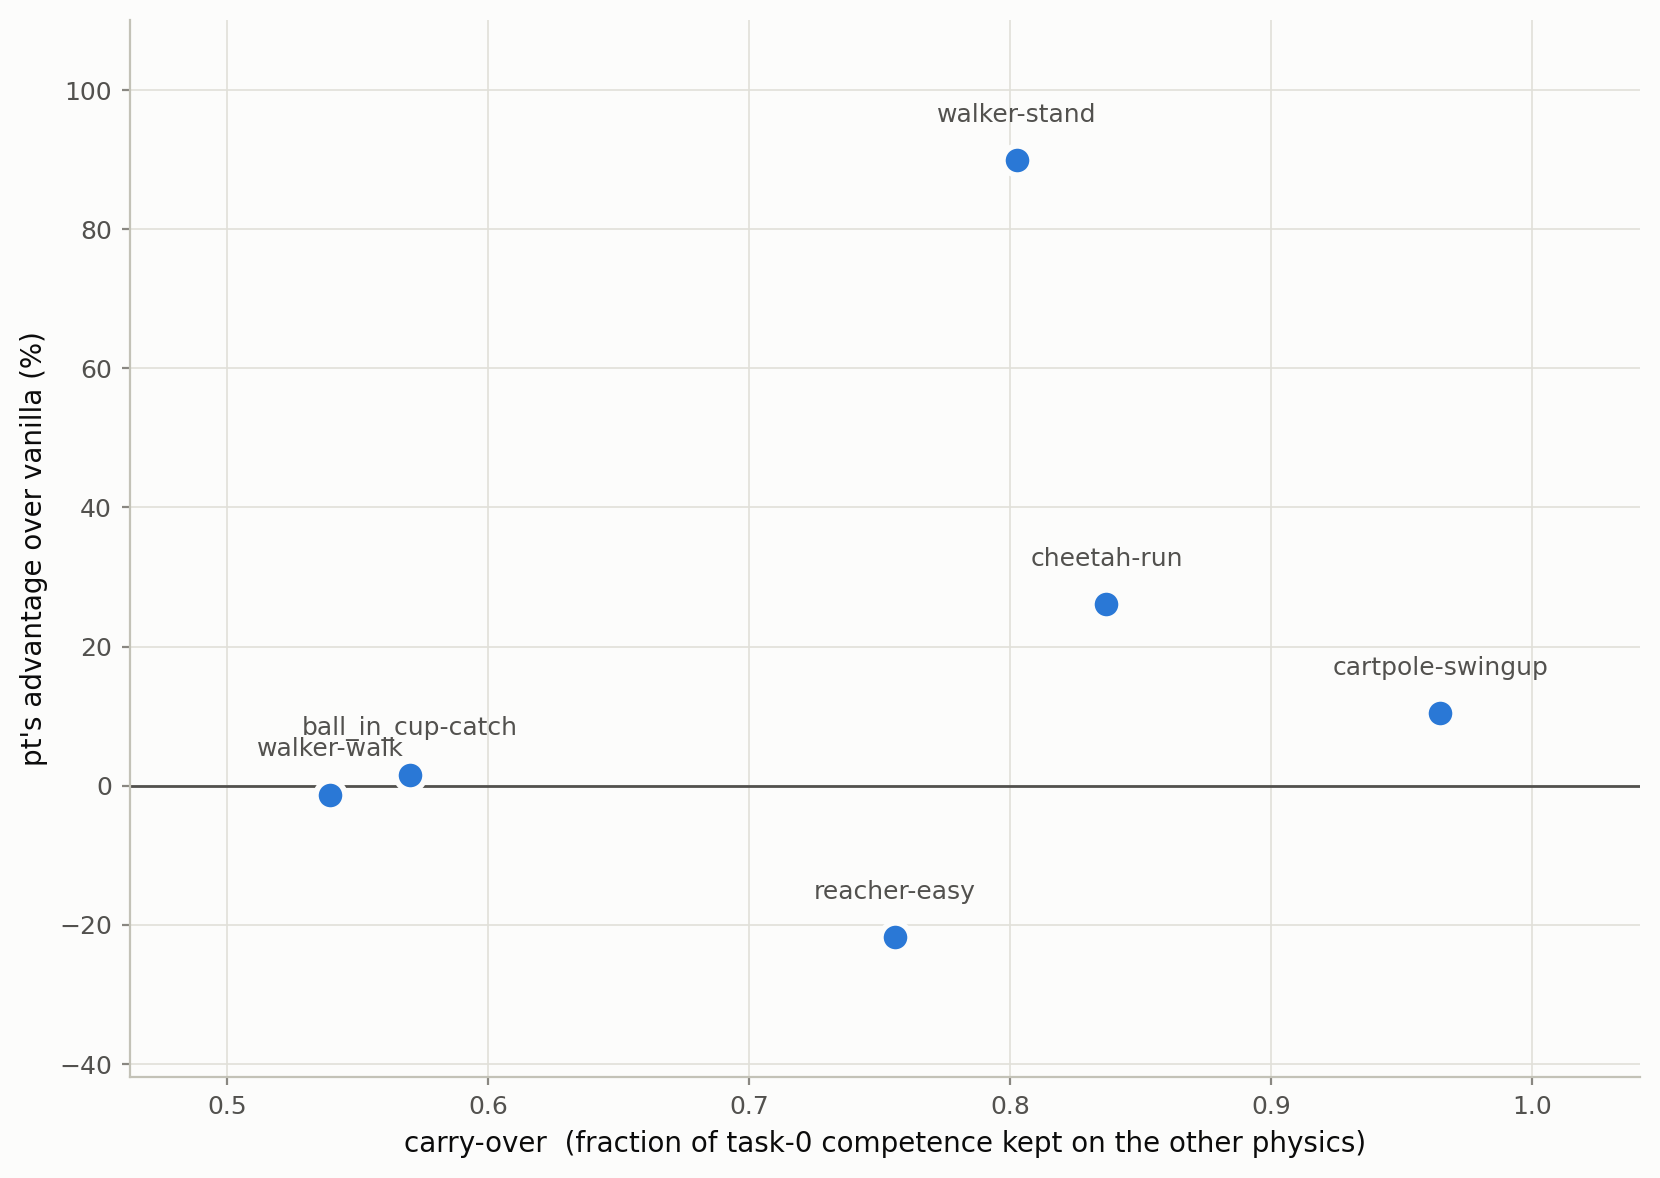 100
walker-stand
80
60
cheetah-run
40
20
cartpole-swingup
ball_in_cup-catch
walker-walk
0
reacher-easy
−20
−40
0.5 0.6 0.7 0.8 0.9 1.0
carry-over (fraction of task-0 competence kept on the other physics)
pt's advantage over vanilla (%)